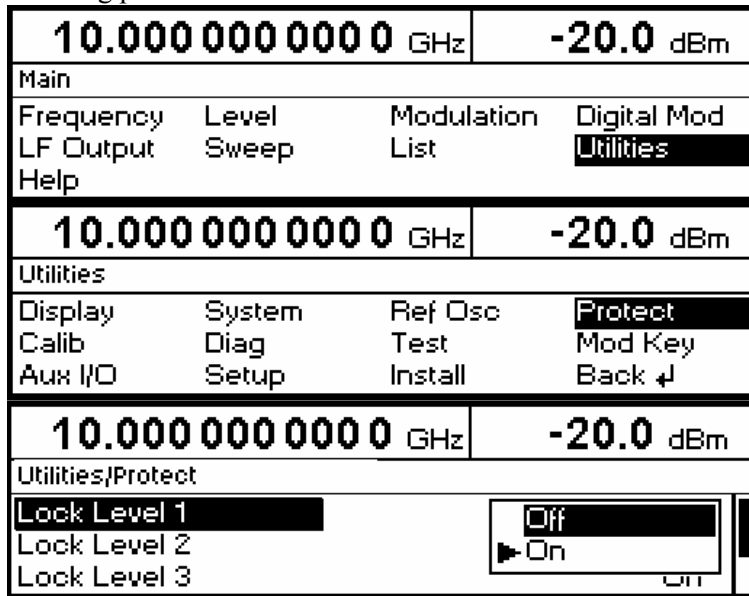 10.000 000 000 0 GHz -20.0 dBm
Main
Frequency Level Modulation Digital Mod
LF Output Sweep List Utilities
Help
10.000 000 000 0 GHz -20.0 dBm
Utilities
Display System Ref Osc Protect
Calib Diag Test Mod Key
Aux I/O Setup Install Back ↲
10.000 000 000 0 GHz -20.0 dBm
Utilities/Protect
Lock Level 1 Off
Lock Level 2 ▶On
Lock Level 3